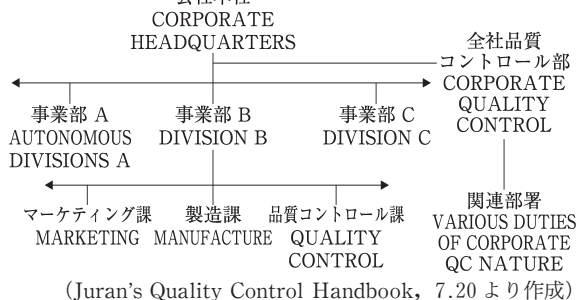 CORPORATE
HEADQUARTERS
全社品質
コントロール部
CORPORATE
QUALITY
CONTROL
事業部 A
AUTONOMOUS
DIVISIONS A
事業部 B
DIVISION B
事業部 C
DIVISION C
マーケティング課
MARKETING
製造課
MANUFACTURE
品質コントロール課
QUALITY
CONTROL
関連部署
VARIOUS DUTIES
OF CORPORATE
QC NATURE
(Juran's Quality Control Handbook, 7.20 より作成)